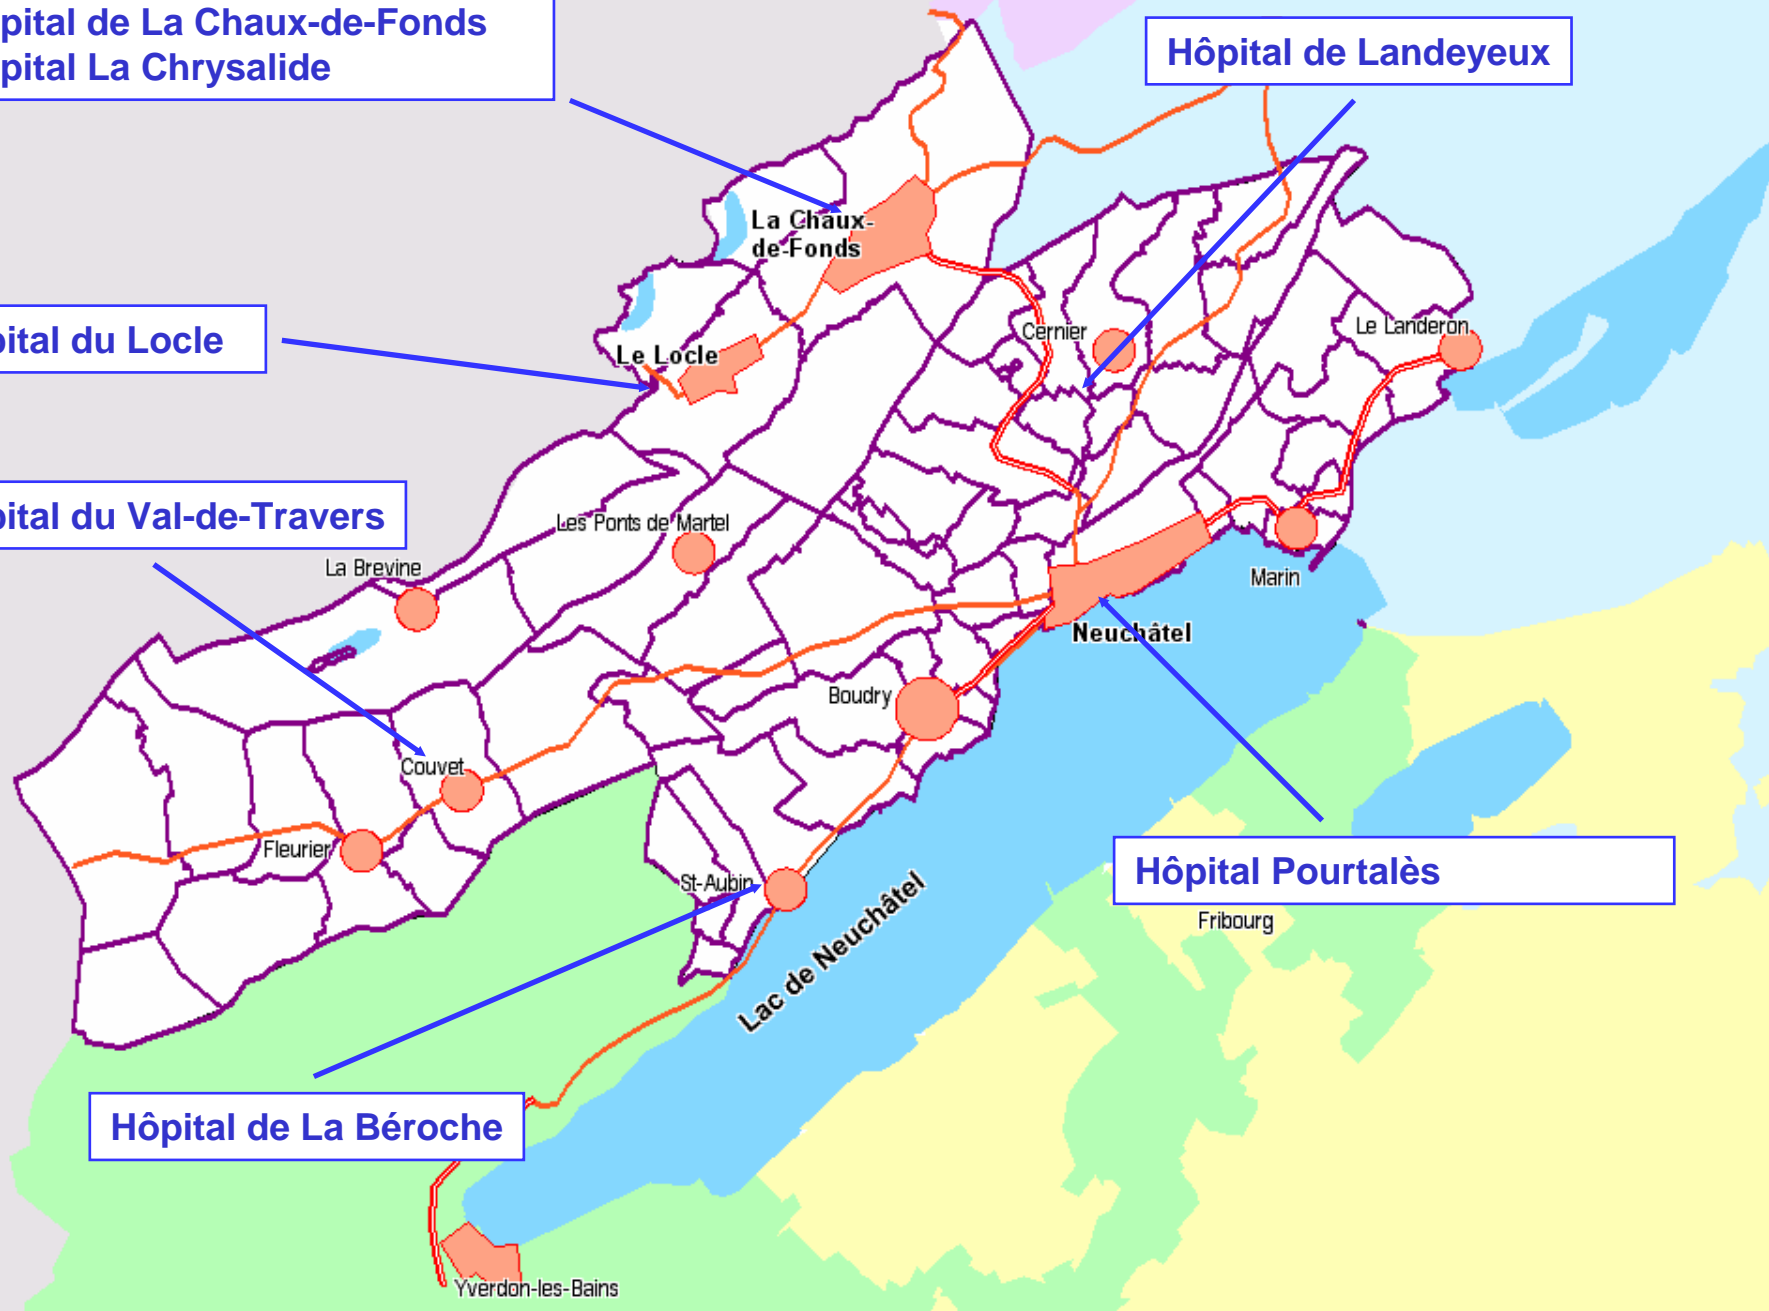 pital de La Chaux-de-Fonds
pital La Chrysalide
Hôpital de Landeyeux
La Chaux-
de-Fonds
pital du Locle
Le Locle
Cernier
Le Landeron
pital du Val-de-Travers
Les Ponts de Martel
La Brevine
Marin
Neuchâtel
Boudry
Couvet
Fleurier
St-Aubin
Hôpital Pourtalès
Fribourg
Lac de Neuchâtel
Hôpital de La Béroche
Yverdon-les-Bains